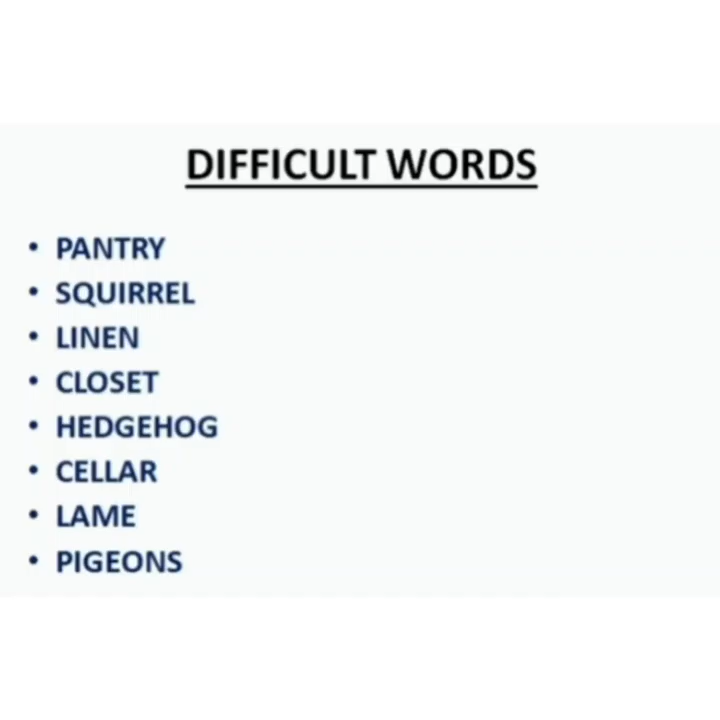 DIFFICULT WORDS
• PANTRY
• SQUIRREL
• LINEN
• CLOSET
• HEDGEHOG
• CELLAR
• LAME
• PIGEONS